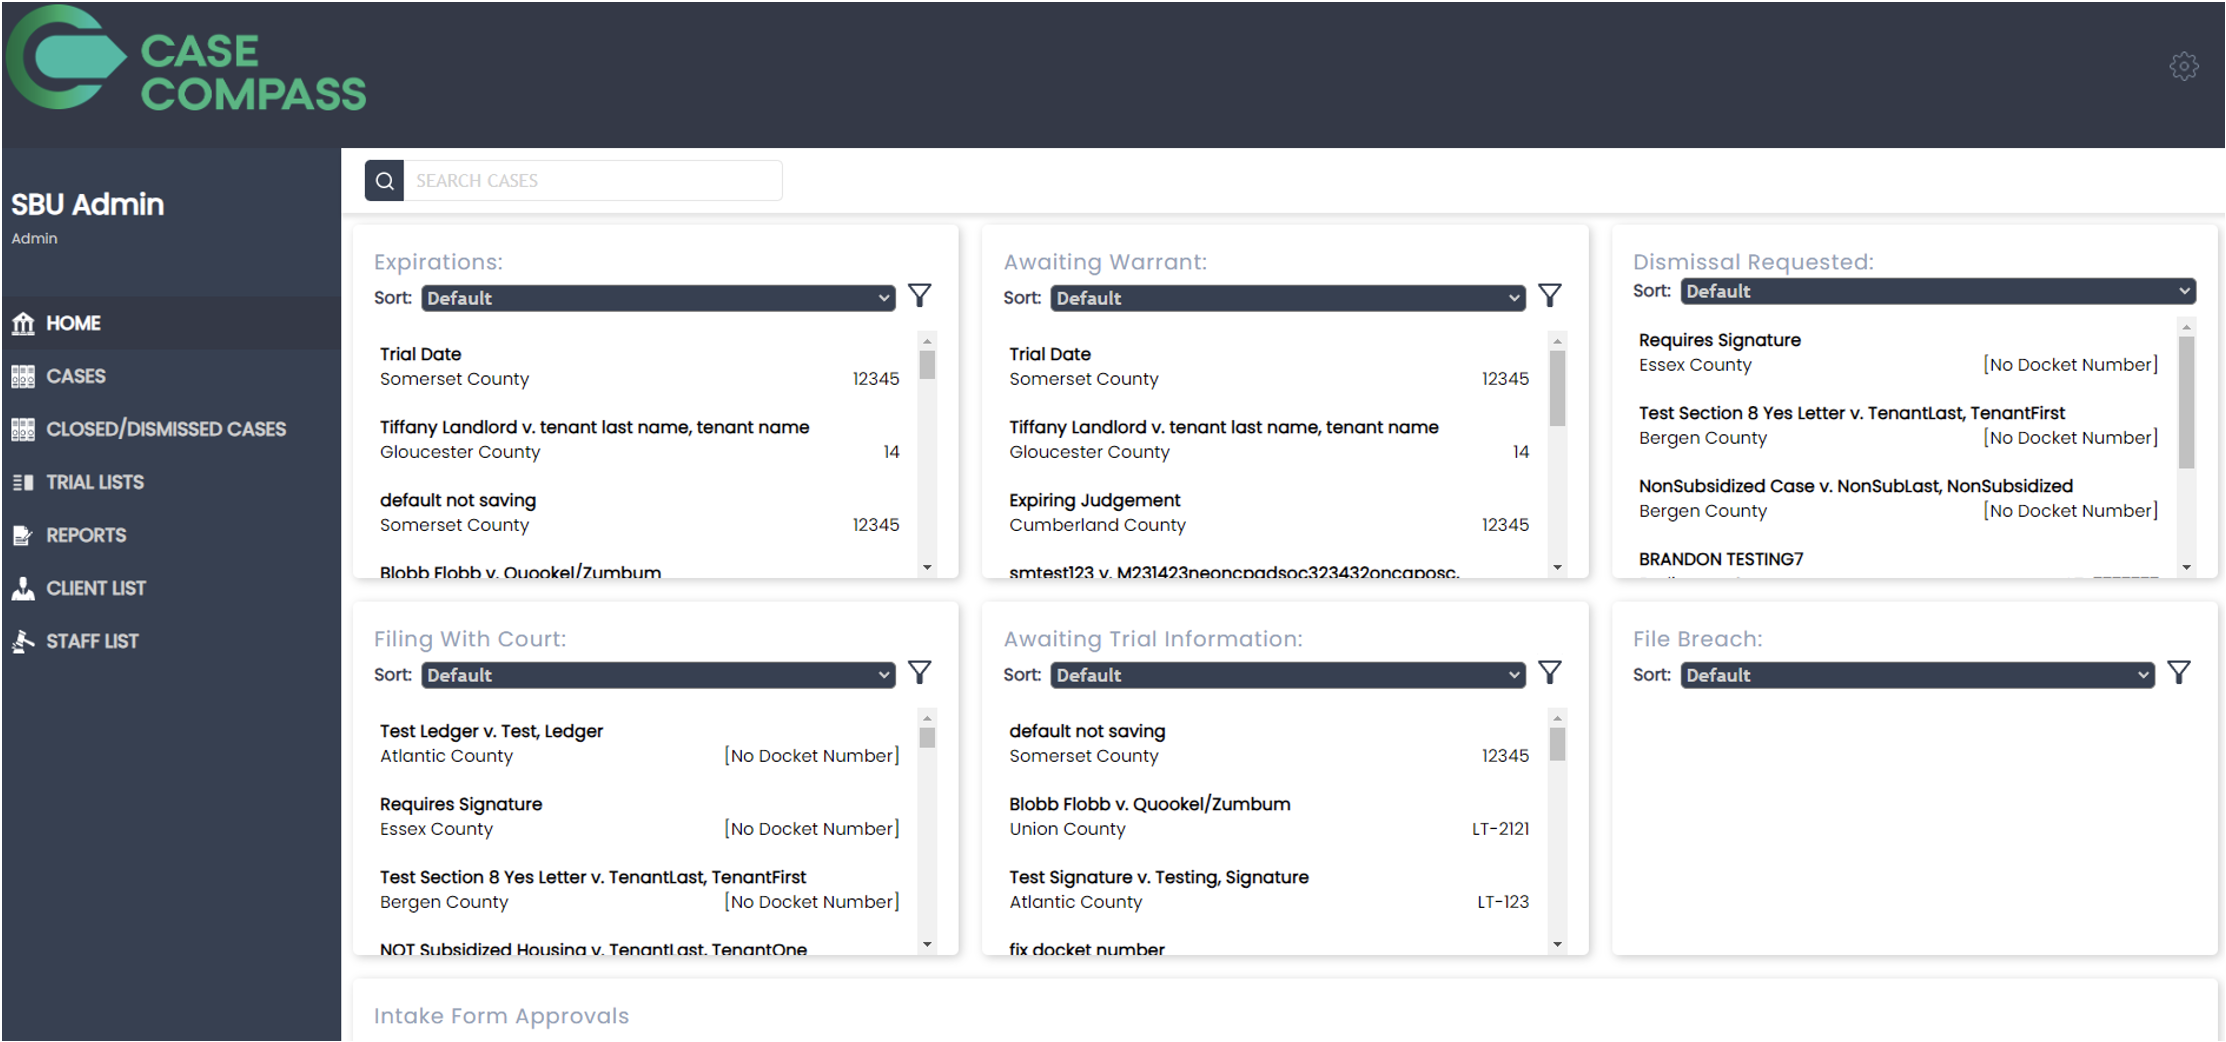 CASE
COMPASS
SBU Admin
Admin
HOME
CASES
CLOSED/DISMISSED CASES
TRIAL LISTS
REPORTS
CLIENT LIST
STAFF LIST
SEARCH CASES
Expirations:
Sort: Default
Trial Date
Somerset County 12345
Tiffany Landlord v. tenant last name, tenant name
Gloucester County 14
default not saving
Somerset County 12345
Blobb Flobb v. Quookel/Zumbum
Awaiting Warrant:
Sort: Default
Trial Date
Somerset County 12345
Tiffany Landlord v. tenant last name, tenant name
Gloucester County 14
Expiring Judgement
Cumberland County 12345
smtest123 v.
Dismissal Requested:
Sort: Default
Requires Signature
Essex County [No Docket Number]
Test Section 8 Yes Letter v. TenantLast, TenantFirst
Bergen County [No Docket Number]
NonSubsidized Case v. NonSubLast, NonSubsidized
Bergen County [No Docket Number]
BRANDON TESTING7
Filing With Court:
Sort: Default
Test Ledger v. Test, Ledger
Atlantic County [No Docket Number]
Requires Signature
Essex County [No Docket Number]
Test Section 8 Yes Letter v. TenantLast, TenantFirst
Bergen County [No Docket Number]
NOT Subsidized Housing v. TenantLast, TenantOne
Awaiting Trial Information:
Sort: Default
default not saving
Somerset County 12345
Blobb Flobb v. Quookel/Zumbum
Union County LT-2121
Test Signature v. Testing, Signature
Atlantic County LT-123
fix docket number
File Breach:
Sort: Default
Intake Form Approvals